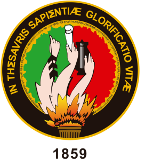 IN THESAVRIS SAPIENTIÆ GLORIFICATIO VITÆ
1859